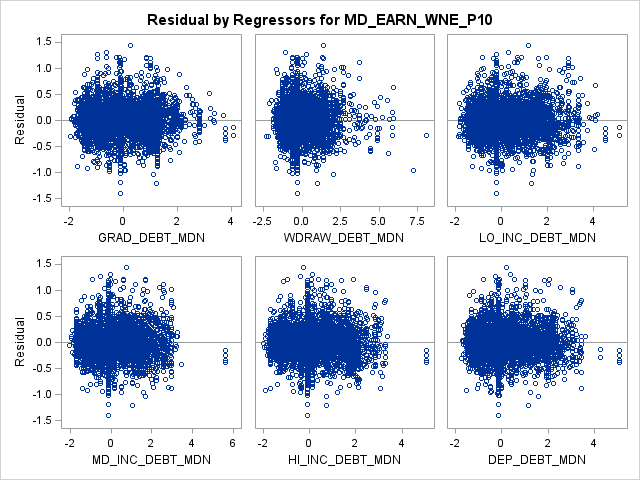 Residual by Regressors for MD_EARN_WNE_P10
1.5
1.0
0.5
0.0
-0.5
-1.0
-1.5
Residual
-2 0 2 4
GRAD_DEBT_MDN
-2.5 0.0 2.5 5.0 7.5
WDRAW_DEBT_MDN
-2 0 2 4
LO_INC_DEBT_MDN
1.5
1.0
0.5
0.0
-0.5
-1.0
-1.5
Residual
-2 0 2 4 6
MD_INC_DEBT_MDN
-2 0 2 4
HI_INC_DEBT_MDN
-2 0 2 4
DEP_DEBT_MDN